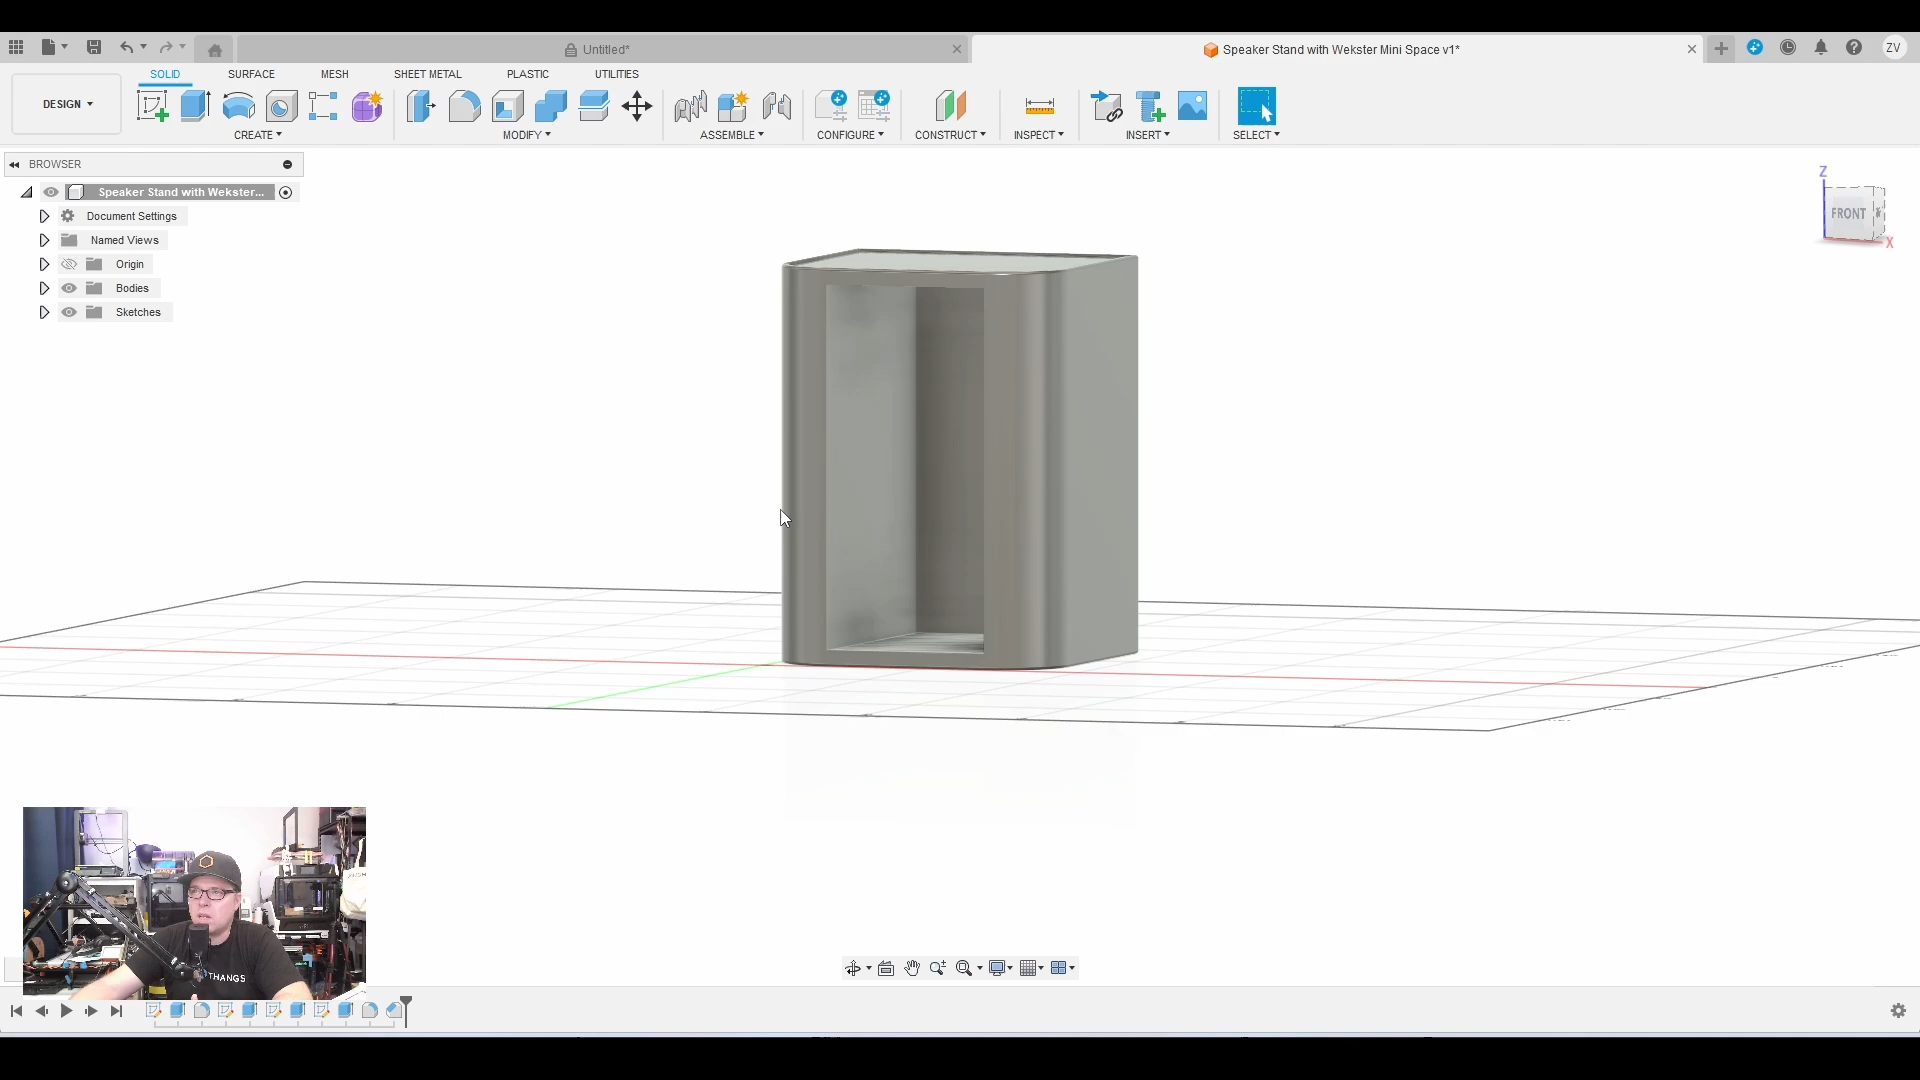 Untitled*
Speaker Stand with Wekster Mini Space v1*
ZV
SOLID
SURFACE
MESH
SHEET METAL
PLASTIC
UTILITIES
DESIGN
CREATE
MODIFY
ASSEMBLE
CONFIGURE
CONSTRUCT
INSPECT
INSERT
SELECT
BROWSER
Speaker Stand with Wekster...
Document Settings
Named Views
Origin
Bodies
Sketches
Z
FRONT
X
THANGS